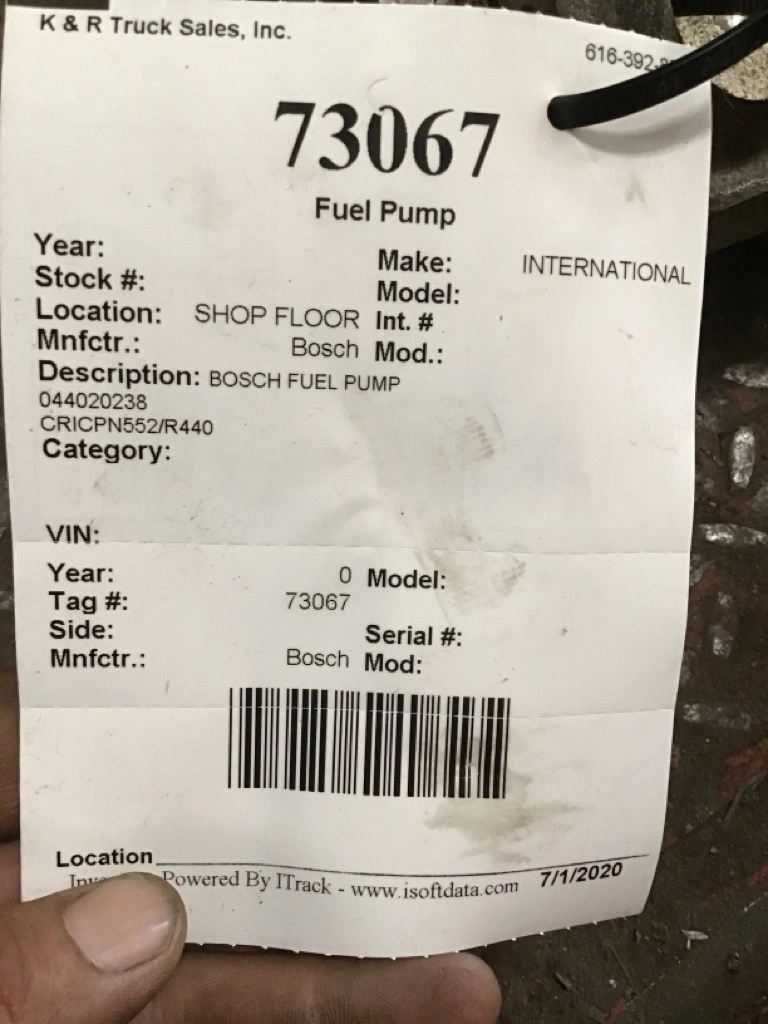 K & R Truck Sales, Inc.
616-392-
73067
Fuel Pump
Year: Make: INTERNATIONAL
Stock #: Model:
Location: SHOP FLOOR Int. #
Mnfctr.: Bosch Mod.:
Description: BOSCH FUEL PUMP
044020238
CRICPN552/R440
Category:
VIN:
Year: 0 Model:
Tag #: 73067
Side: Serial #:
Mnfctr.: Bosch Mod:
Location
Powered By ITrack - www.isoftdata.com 7/1/2020